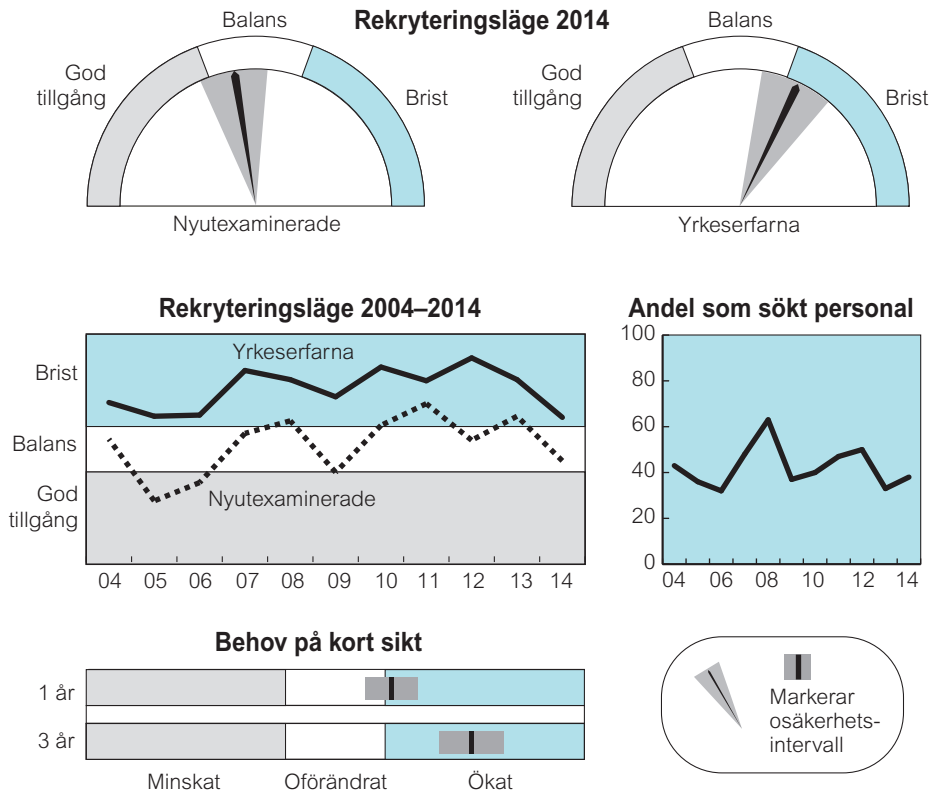 Rekryteringsläge 2014
Balans
God
tillgång
Brist
Nyutexaminerade
Balans
God
tillgång
Brist
Yrkeserfarna
Rekryteringsläge 2004–2014
Brist
Balans
God
tillgång
Yrkeserfarna
Nyutexaminerade
04 05 06 07 08 09 10 11 12 13 14
Andel som sökt personal
100
80
60
40
20
0
04 06 08 10 12 14
Behov på kort sikt
1 år
3 år
Minskat Oförändrat Ökat
Markerar
osäkerhets-
intervall